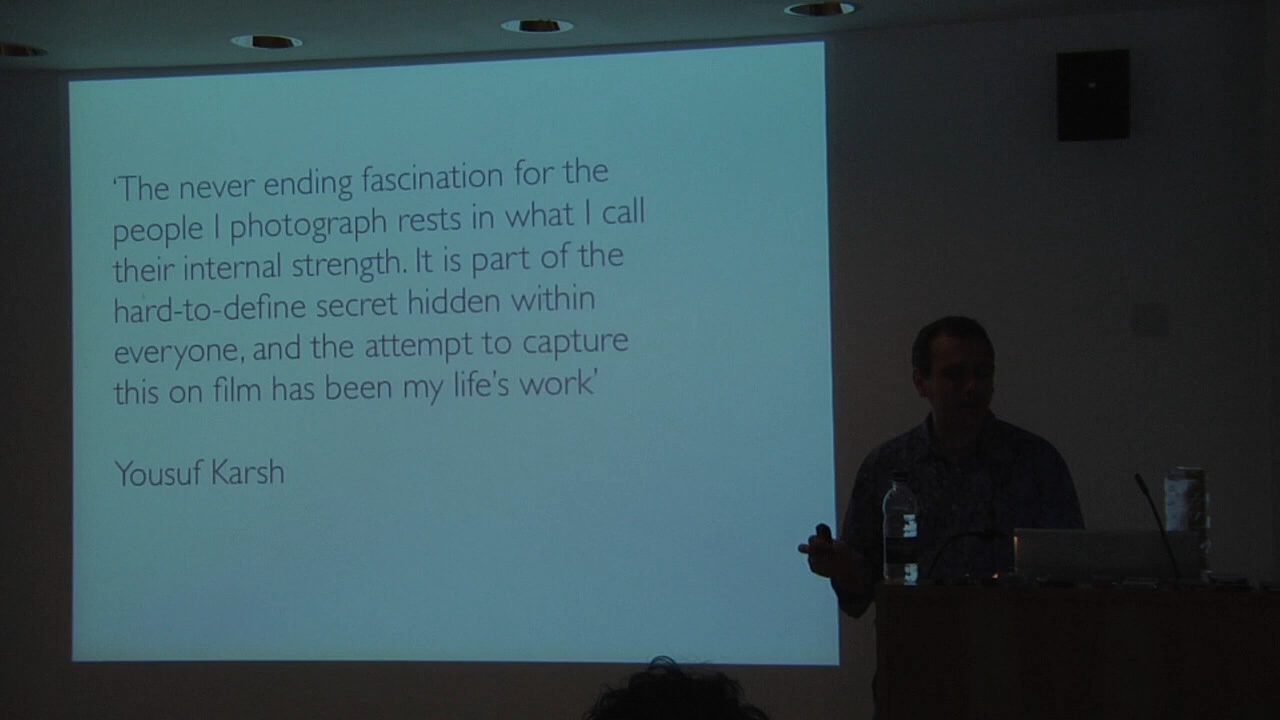 ‘The never ending fascination for the
people I photograph rests in what I call
their internal strength. It is part of the
hard-to-define secret hidden within
everyone, and the attempt to capture
this on film has been my life’s work’
Yousuf Karsh